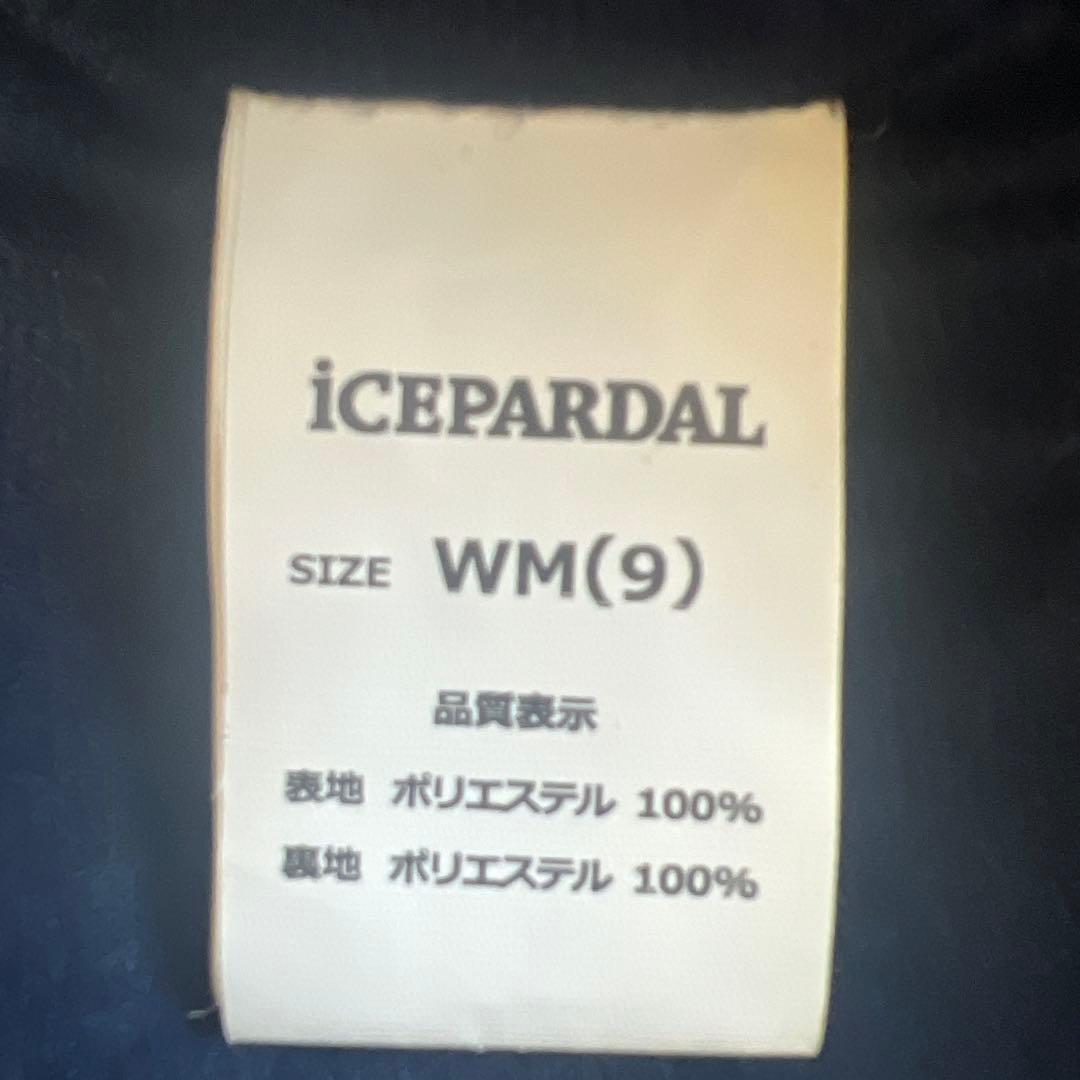 iCEPARDAL
SIZE WM(9)
品質表示
表地 ポリエステル 100%
裏地 ポリエステル 100%